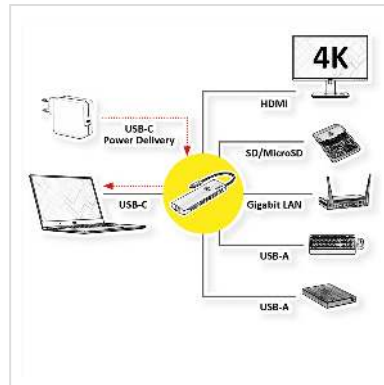 4K
HDMI
USB-C
Power Delivery
SD/MicroSD
USB-C
Gigabit LAN
USB-A
USB-A